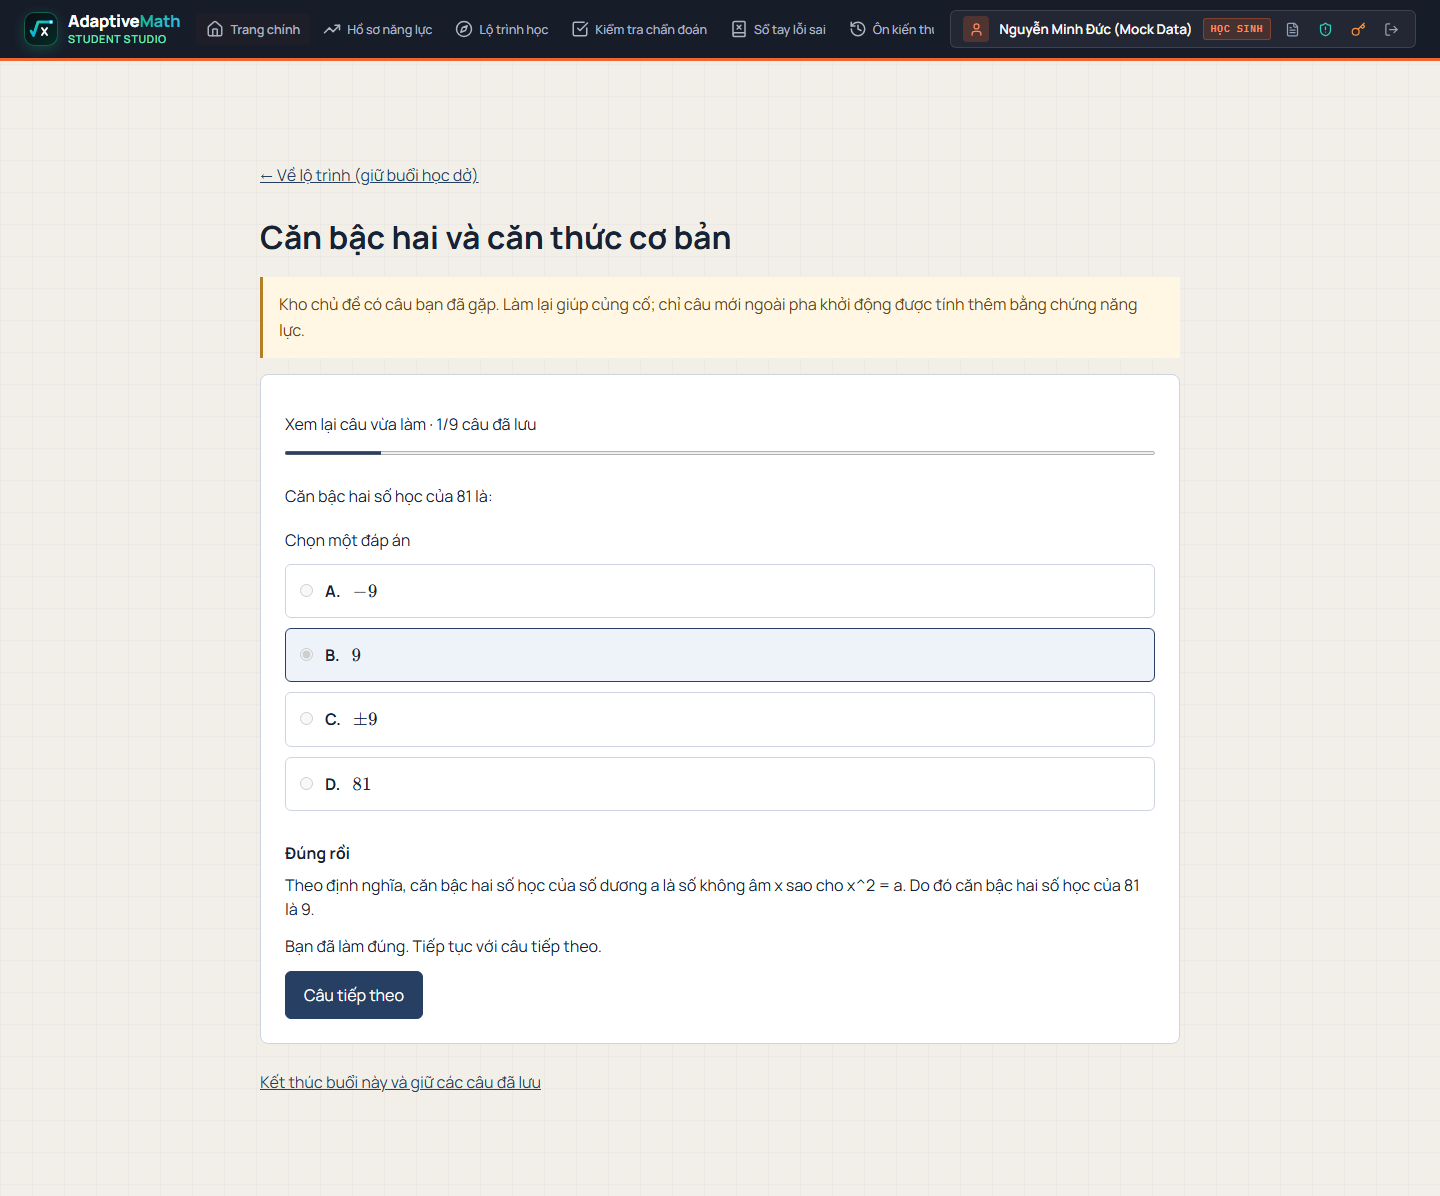 AdaptiveMath
STUDENT STUDIO
Trang chính
Hồ sơ năng lực
Lộ trình học
Kiểm tra chẩn đoán
Sổ tay lỗi sai
Ôn kiến thư
Nguyễn Minh Đức (Mock Data)
HỌC SINH
← Về lộ trình (giữ buổi học dở)
Căn bậc hai và căn thức cơ bản
Kho chủ đề có câu bạn đã gặp. Làm lại giúp củng cố; chỉ câu mới ngoài pha khởi động được tính thêm bằng chứng năng
lực.
Xem lại câu vừa làm · 1/9 câu đã lưu
Căn bậc hai số học của 81 là:
Chọn một đáp án
A. −9
B. 9
C. ±9
D. 81
Đúng rồi
Theo định nghĩa, căn bậc hai số học của số dương a là số không âm x sao cho x^2 = a. Do đó căn bậc hai số học của 81
là 9.
Bạn đã làm đúng. Tiếp tục với câu tiếp theo.
Câu tiếp theo
Kết thúc buổi này và giữ các câu đã lưu